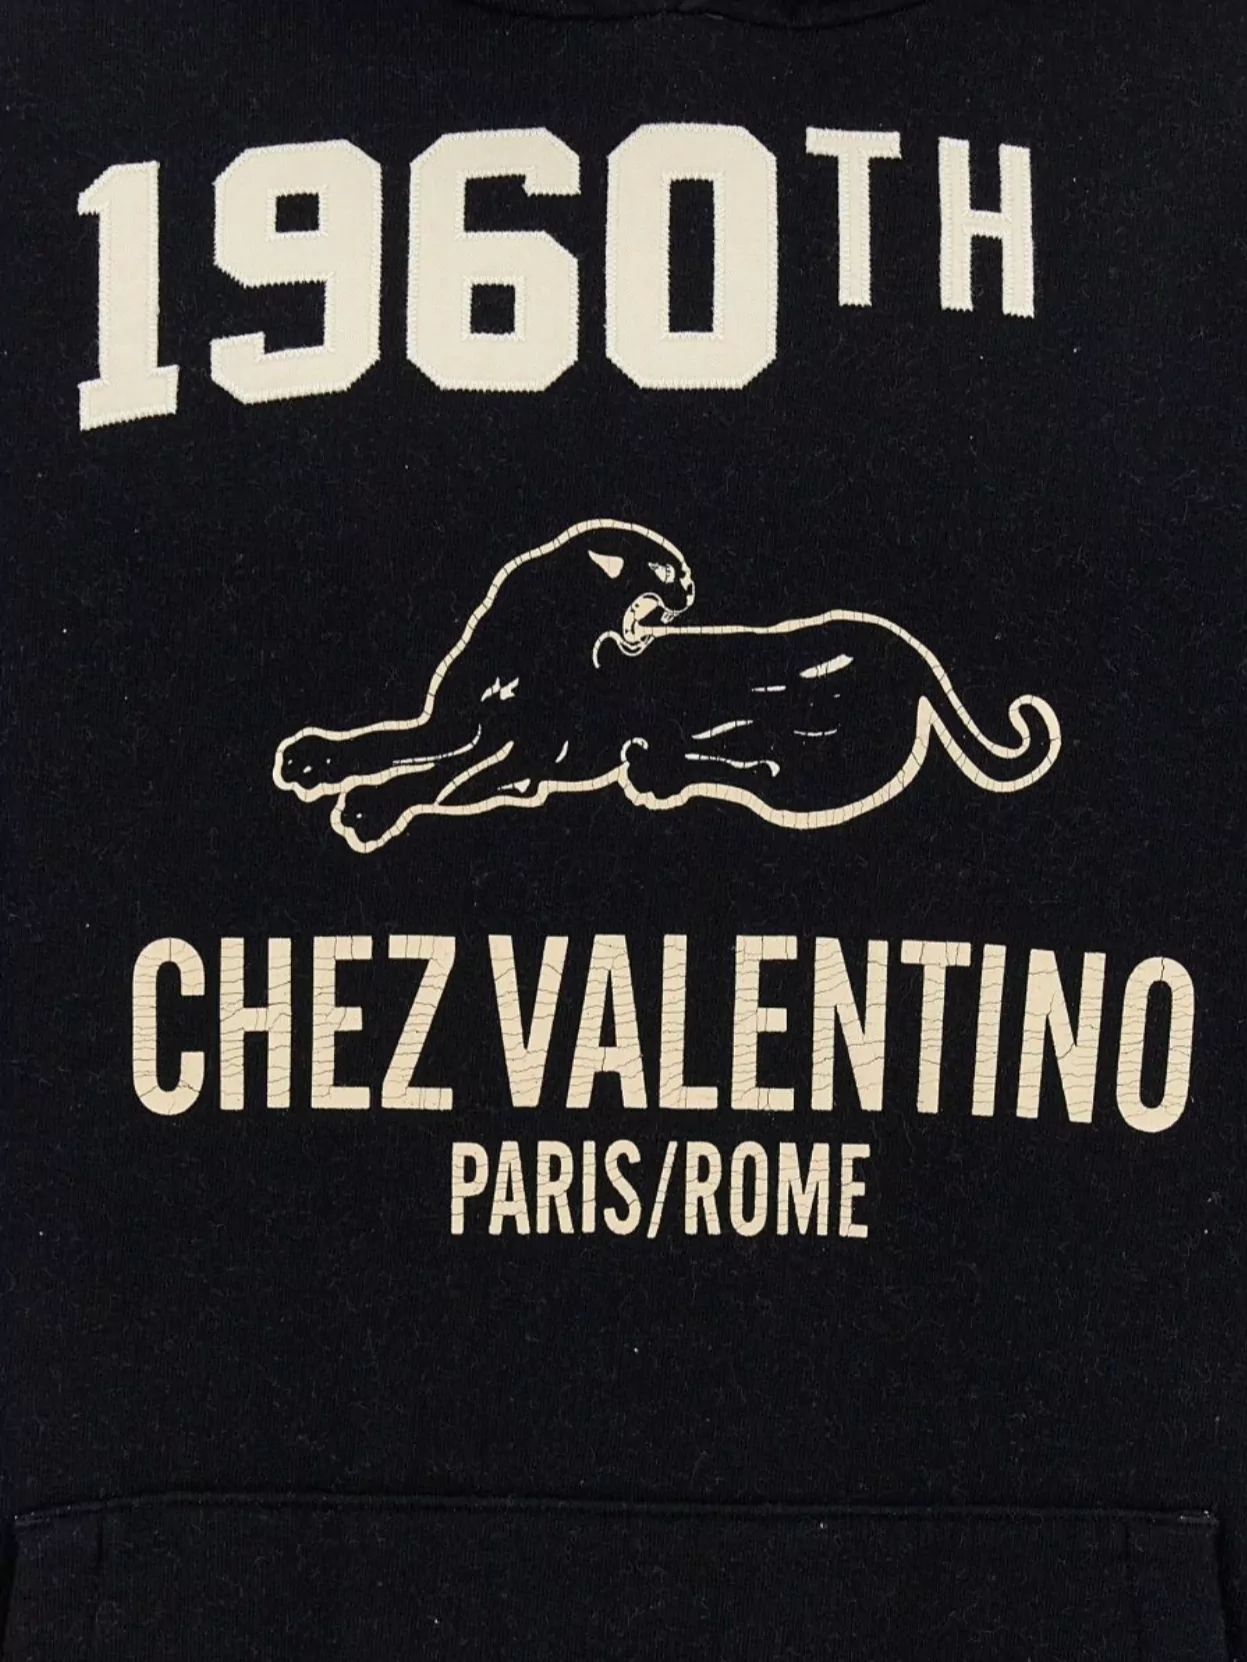 1960TH
CHEZ VALENTINO
PARIS/ROME